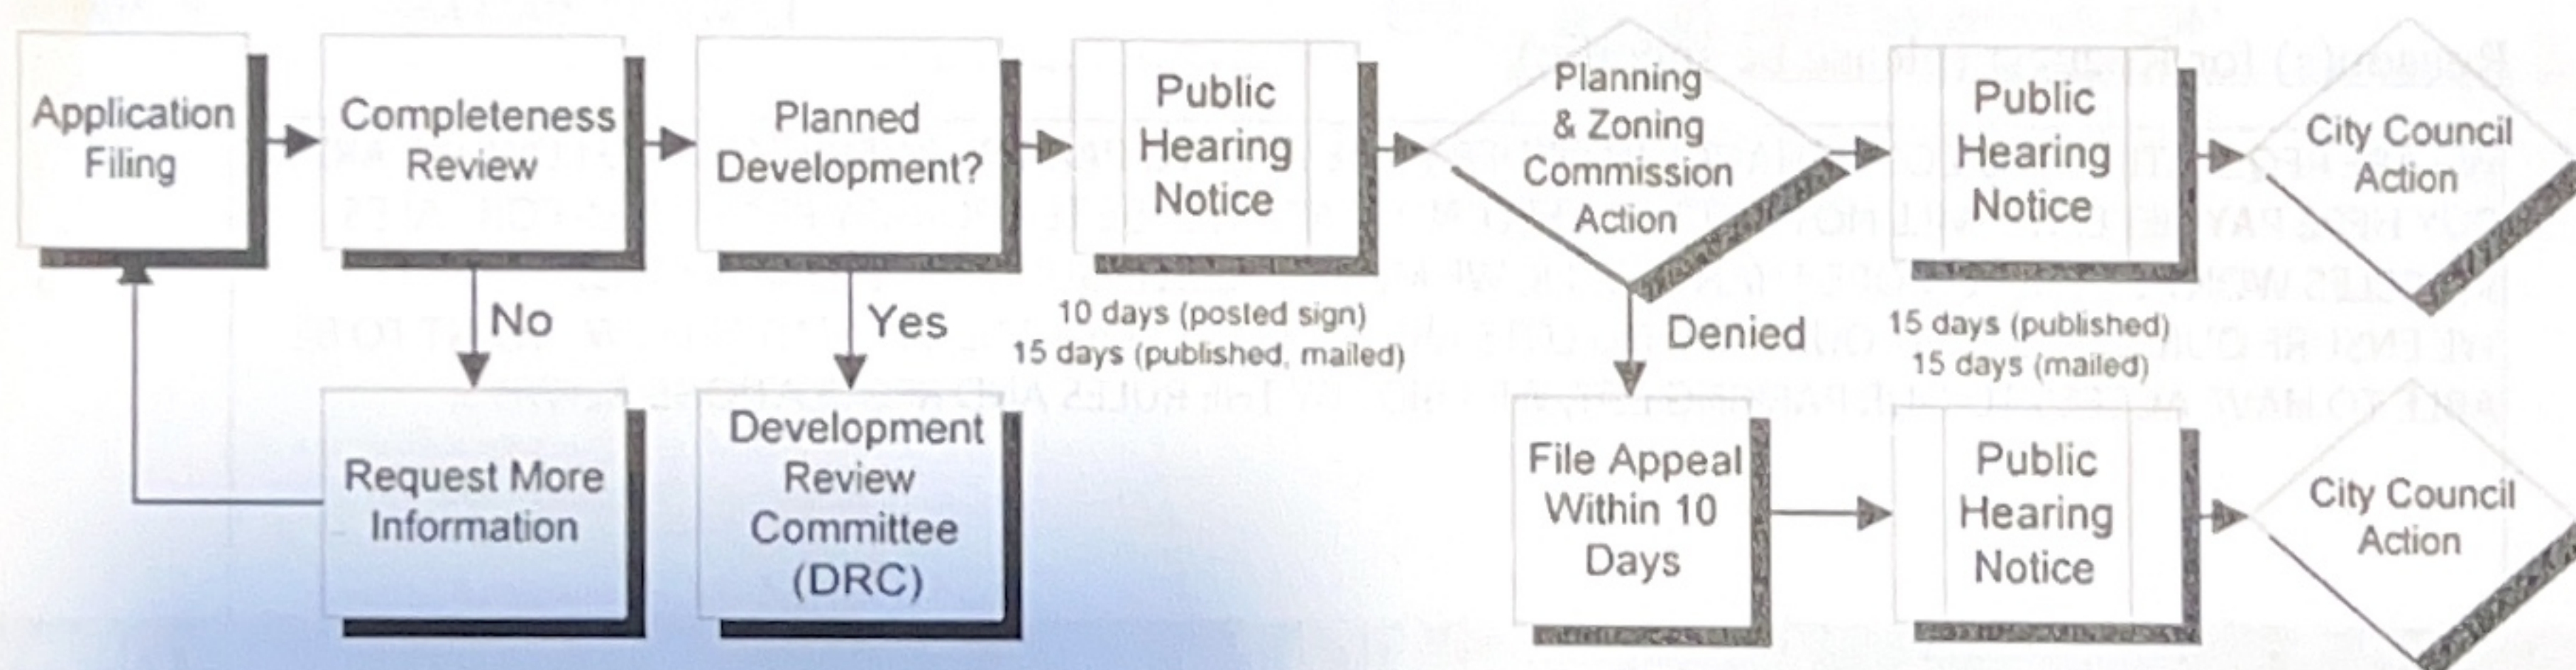 Application
Filing
Completeness
Review
Planned
Development?
Public
Hearing
Notice
Planning
& Zoning
Commission
Action
Public
Hearing
Notice
City Council
Action
No
Yes
10 days (posted sign)
15 days (published, mailed)
Denied
15 days (published)
15 days (mailed)
Request More
Information
Development
Review
Committee
(DRC)
File Appeal
Within 10
Days
Public
Hearing
Notice
City Council
Action